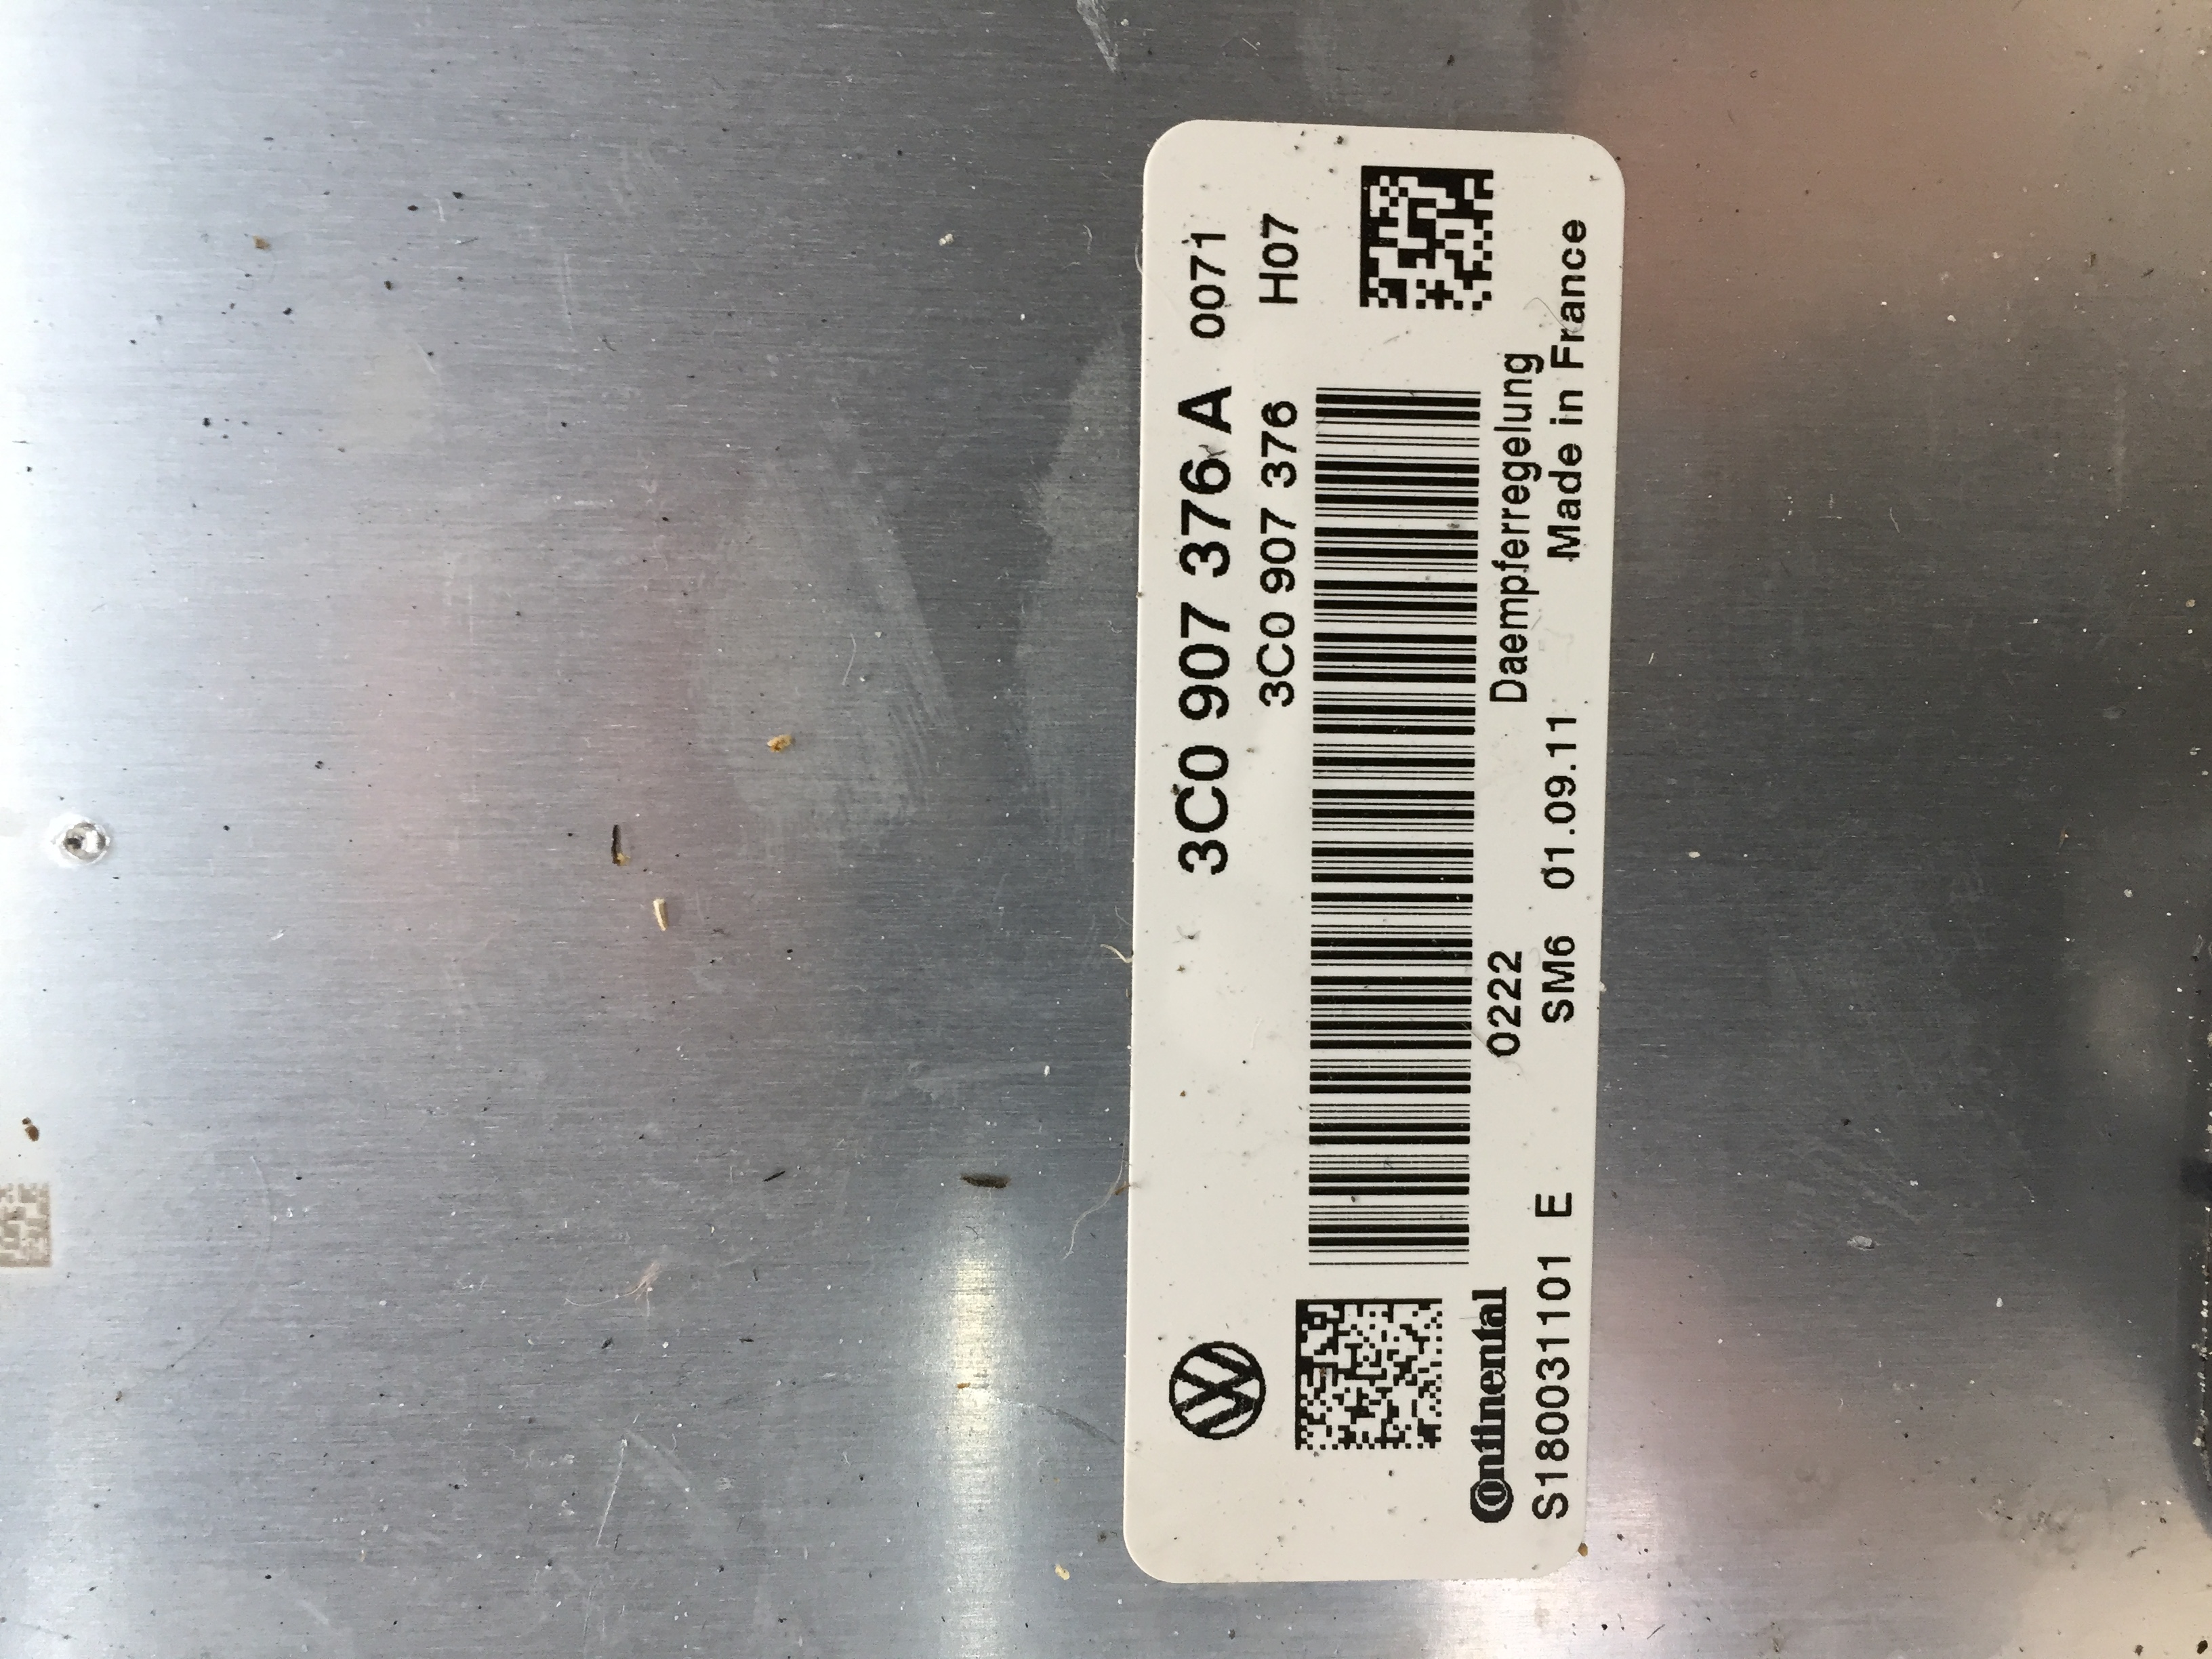 3C0 907 376 A 0071
3C0 907 376 H07
0222 Daempferregelung
Continental
S180031101 E SM6 01.09.11 Made in France